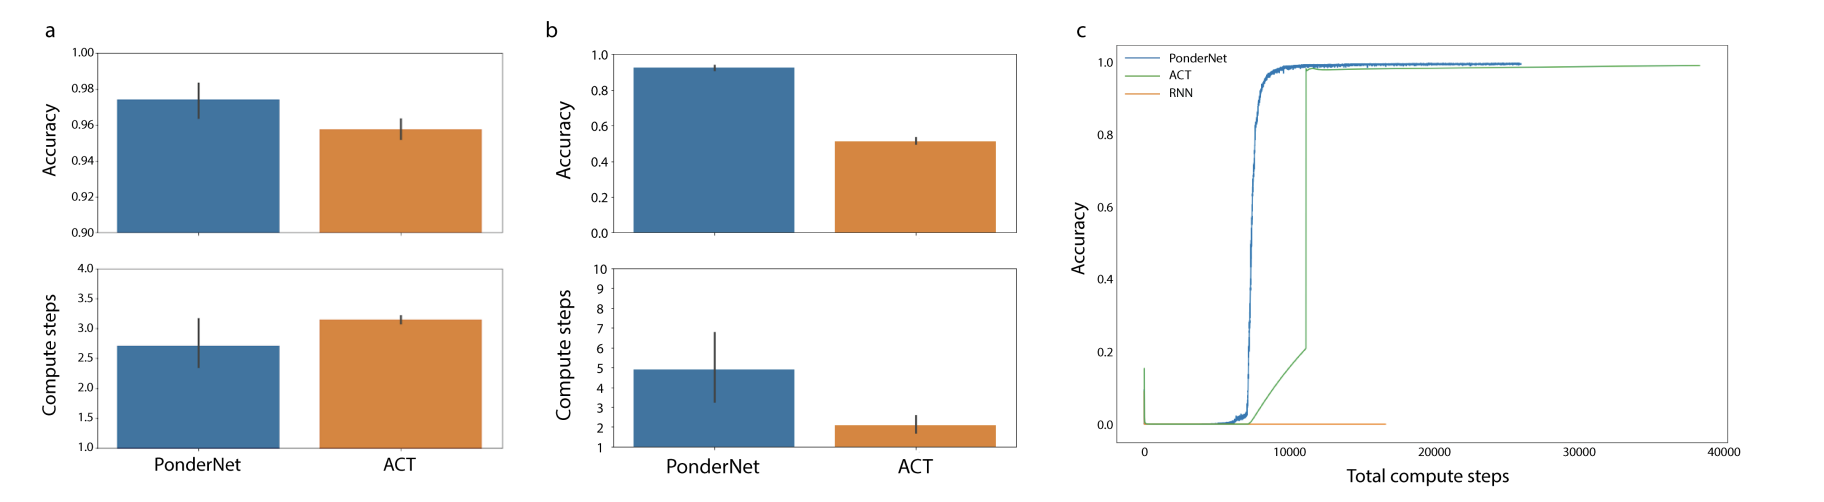 a
1.00
0.98
0.96
0.94
0.92
0.90
Accuracy
4.0
3.5
3.0
2.5
2.0
1.5
1.0
Compute steps
PonderNet ACT
b
1.0
0.8
0.6
0.4
0.2
0.0
Accuracy
10
9
8
7
6
5
4
3
2
1
Compute steps
PonderNet ACT
c
PonderNet
ACT
RNN
1.0
0.8
0.6
0.4
0.2
0.0
Accuracy
0 10000 20000 30000 40000
Total compute steps